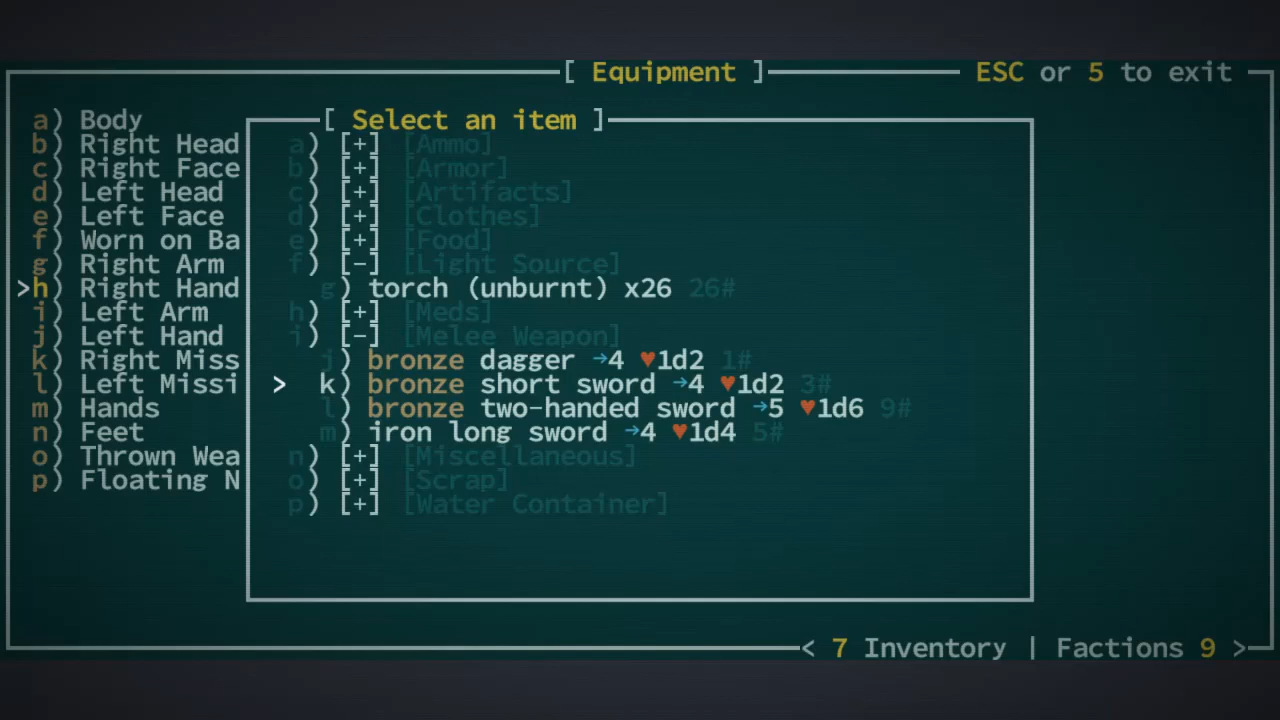 [ Equipment ] ESC or 5 to exit
a) Body
[ Select an item ]
b) Right Head
a) [+] [Ammo]
c) Right Face
b) [+] [Armor]
d) Left Head
c) [+] [Artifacts]
e) Left Face
d) [+] [Clothes]
f) Worn on Ba
e) [+] [Food]
g) Right Arm
f) [-] [Light Source]
>h) Right Hand
g) torch (unburnt) x26 26#
i) Left Arm
h) [+] [Meds]
j) Left Hand
i) [-] [Melee Weapon]
k) Right Miss
j) bronze dagger →4 ♥1d2 1#
l) Left Missi
> k) bronze short sword →4 ♥1d2 3#
m) Hands
l) bronze two-handed sword →5 ♥1d6 9#
n) Feet
m) iron long sword →4 ♥1d4 5#
o) Thrown Wea
n) [+] [Miscellaneous]
p) Floating N
o) [+] [Scrap]
p) [+] [Water Container]
< 7 Inventory | Factions 9 >